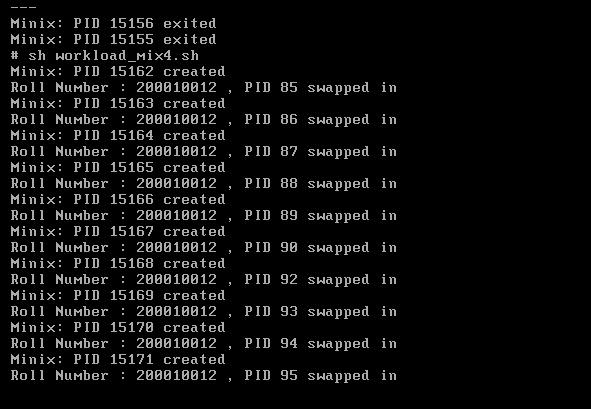 ---
Minix: PID 15156 exited
Minix: PID 15155 exited
# sh workload_mix4.sh
Minix: PID 15162 created
Roll Number : 200010012 , PID 85 swapped in
Minix: PID 15163 created
Roll Number : 200010012 , PID 86 swapped in
Minix: PID 15164 created
Roll Number : 200010012 , PID 87 swapped in
Minix: PID 15165 created
Roll Number : 200010012 , PID 88 swapped in
Minix: PID 15166 created
Roll Number : 200010012 , PID 89 swapped in
Minix: PID 15167 created
Roll Number : 200010012 , PID 90 swapped in
Minix: PID 15168 created
Roll Number : 200010012 , PID 92 swapped in
Minix: PID 15169 created
Roll Number : 200010012 , PID 93 swapped in
Minix: PID 15170 created
Roll Number : 200010012 , PID 94 swapped in
Minix: PID 15171 created
Roll Number : 200010012 , PID 95 swapped in